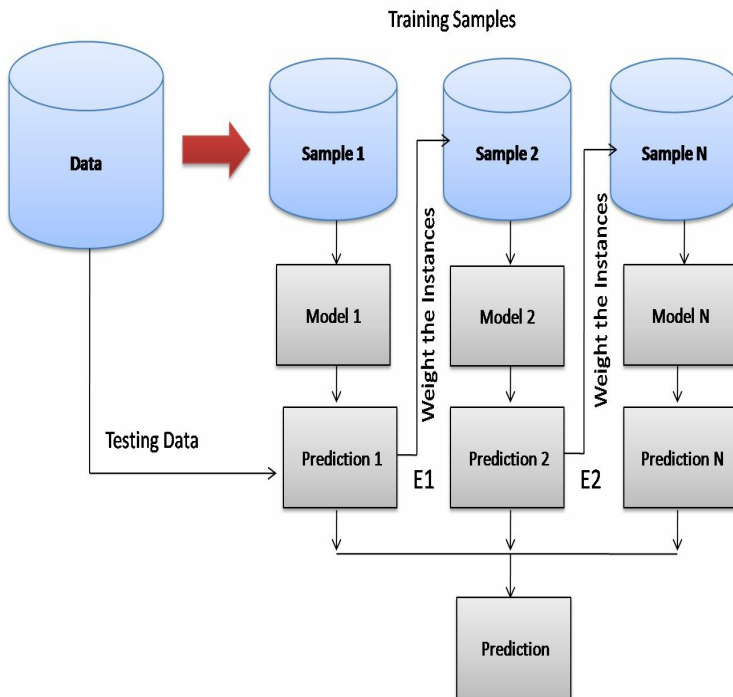 Training Samples
Data
Sample 1
Sample 2
Sample N
Weight the Instances
Weight the Instances
Model 1
Model 2
Model N
Testing Data
Prediction 1
E1
Prediction 2
E2
Prediction N
Prediction